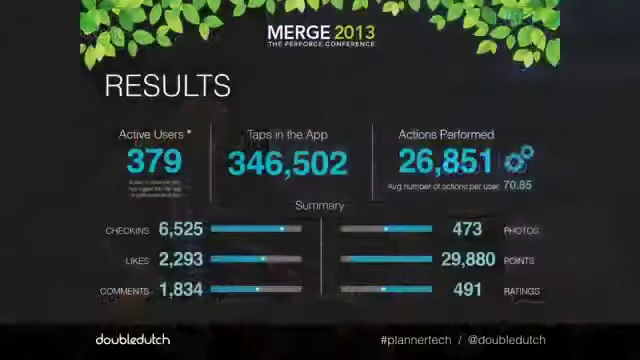 MERGE 2013
THE PERFORCE CONFERENCE
RESULTS
Active Users *
379
Taps in the App
346,502
Actions Performed
26,851
Avg number of actions per user 70.85
Summary
CHECKINS 6,525
473 PHOTOS
LIKES 2,293
29,880 POINTS
COMMENTS 1,834
491 RATINGS
doubledutch
#plannertech / @doubledutch